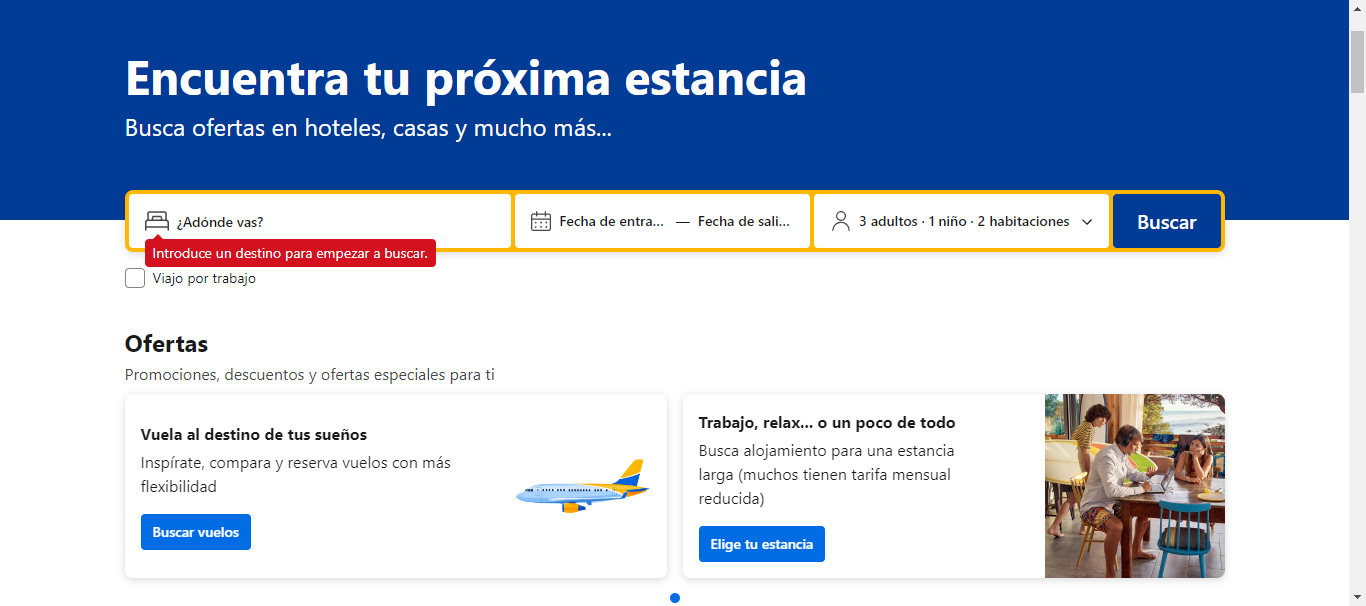 Encuentra tu próxima estancia
Busca ofertas en hoteles, casas y mucho más...
¿Adónde vas?
Fecha de entra... — Fecha de sali...
3 adultos · 1 niño · 2 habitaciones
Buscar
Introduce un destino para empezar a buscar.
Viajo por trabajo
Ofertas
Promociones, descuentos y ofertas especiales para ti
Vuela al destino de tus sueños
Inspírate, compara y reserva vuelos con más
flexibilidad
Buscar vuelos
Trabajo, relax... o un poco de todo
Busca alojamiento para una estancia
larga (muchos tienen tarifa mensual
reducida)
Elige tu estancia